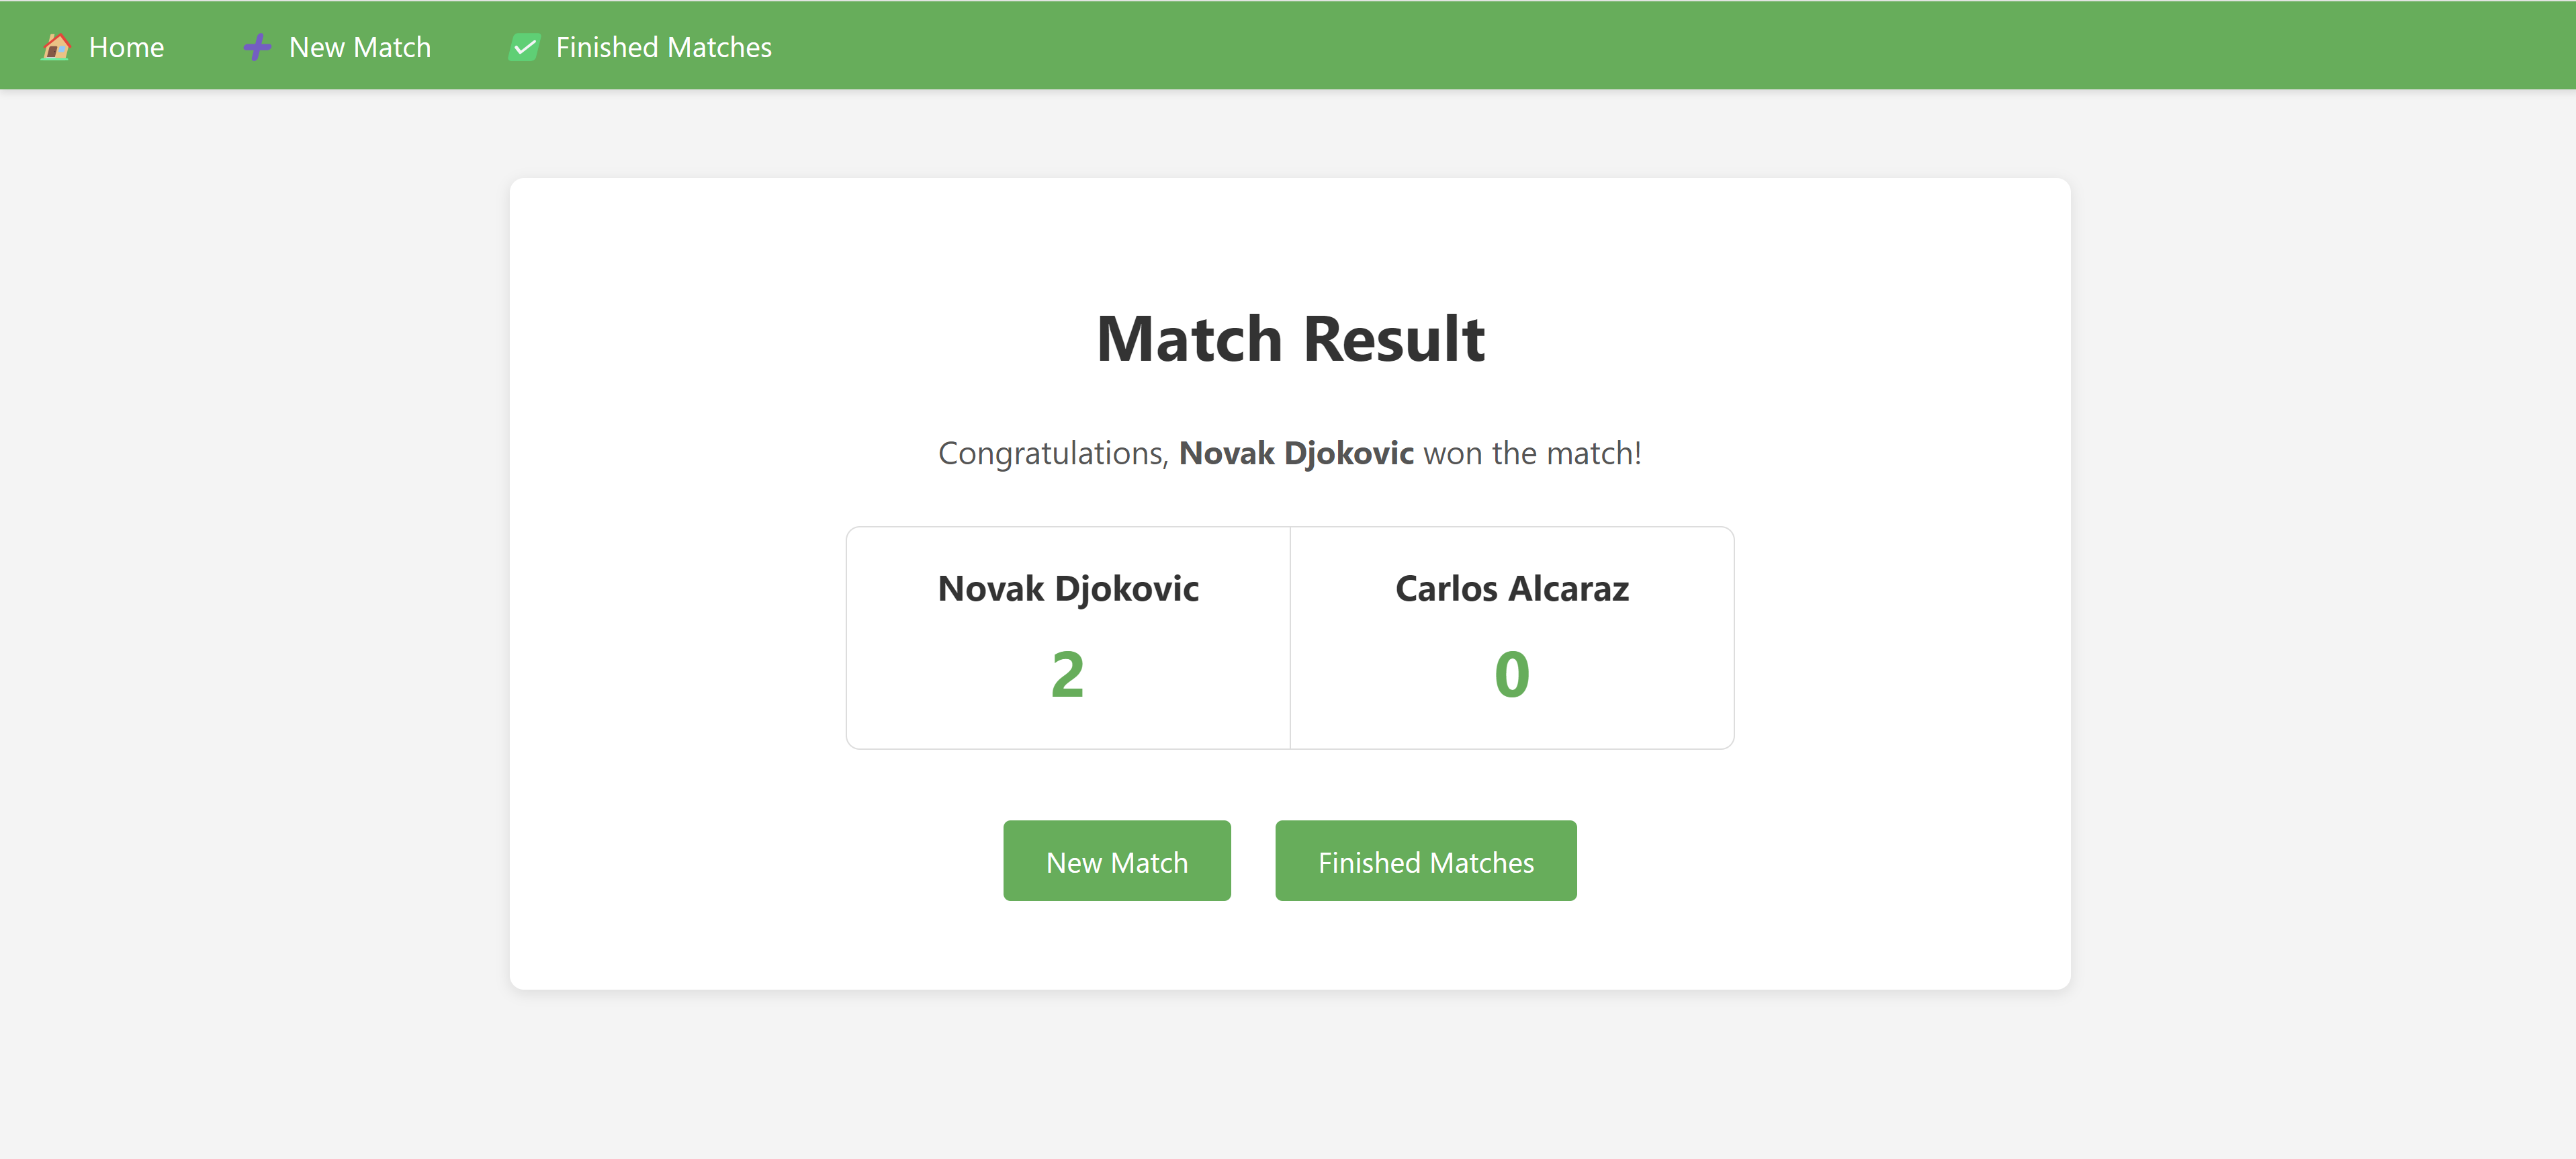 Home New Match Finished Matches
Match Result
Congratulations, Novak Djokovic won the match!
Novak Djokovic Carlos Alcaraz
2 0
New Match Finished Matches